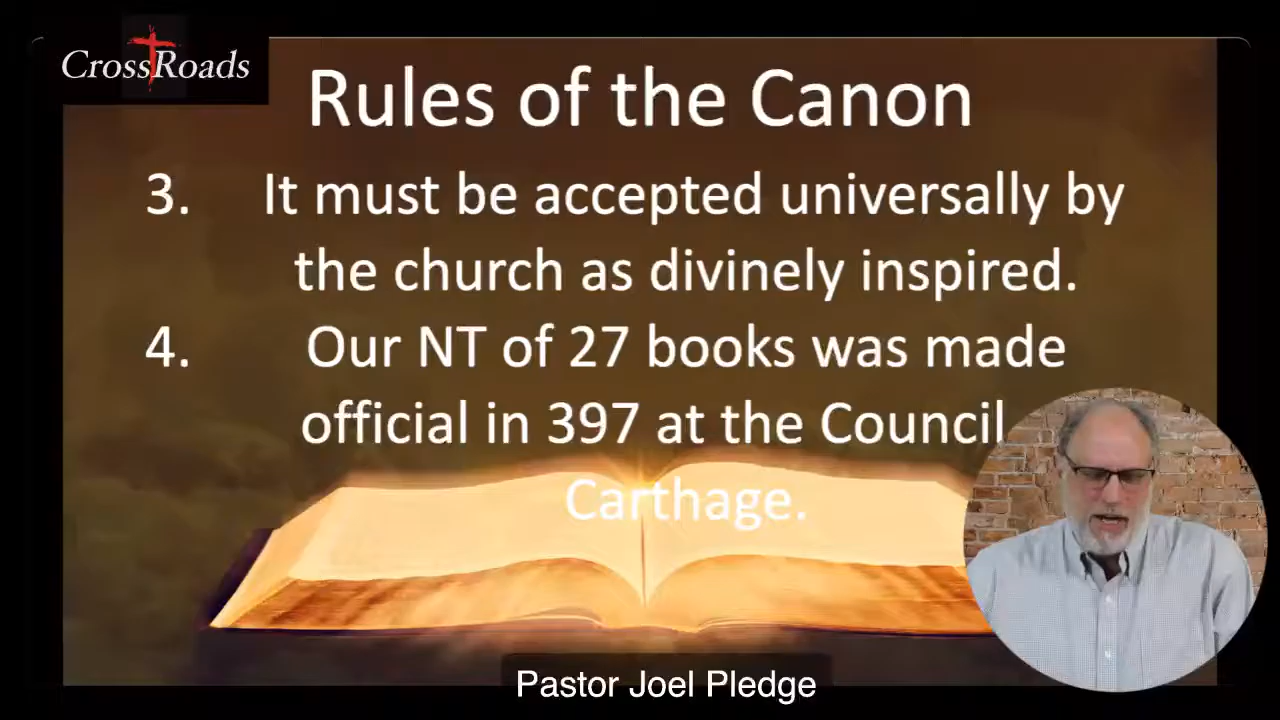 CrossRoads
Rules of the Canon
3. It must be accepted universally by
the church as divinely inspired.
4. Our NT of 27 books was made
official in 397 at the Council
Carthage.
Pastor Joel Pledge